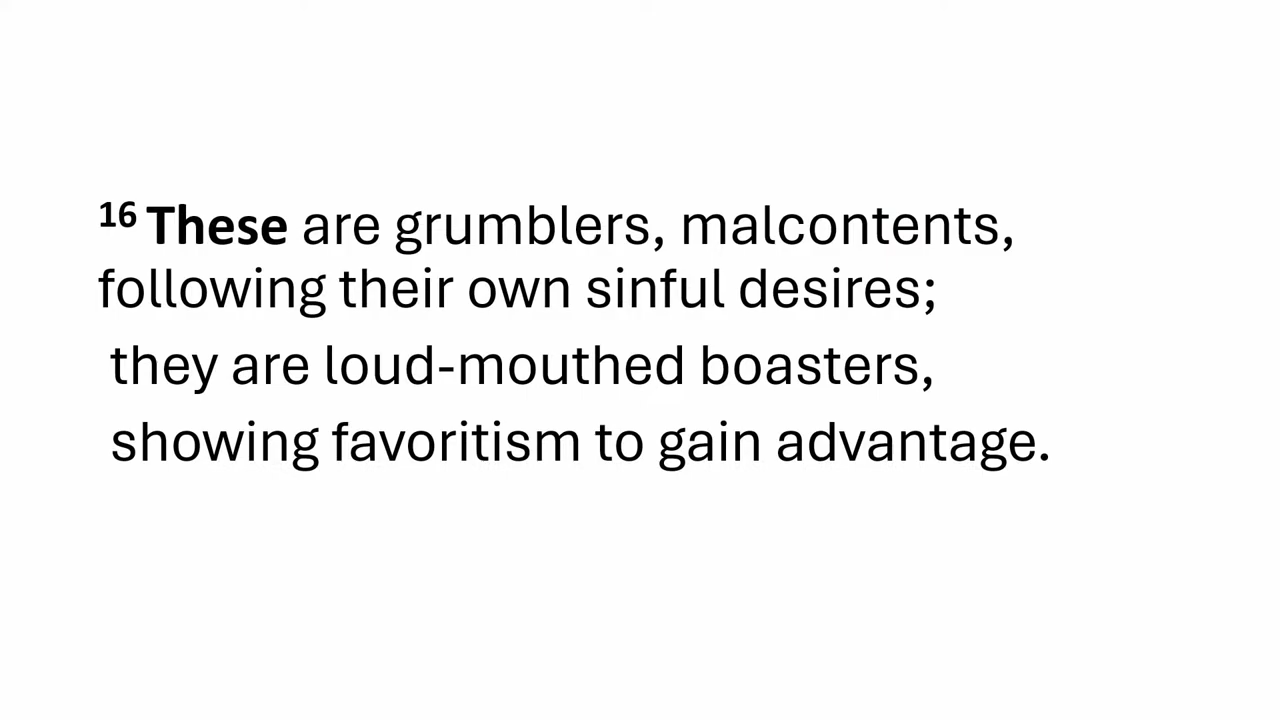 16 These are grumblers, malcontents,
following their own sinful desires;
they are loud-mouthed boasters,
showing favoritism to gain advantage.